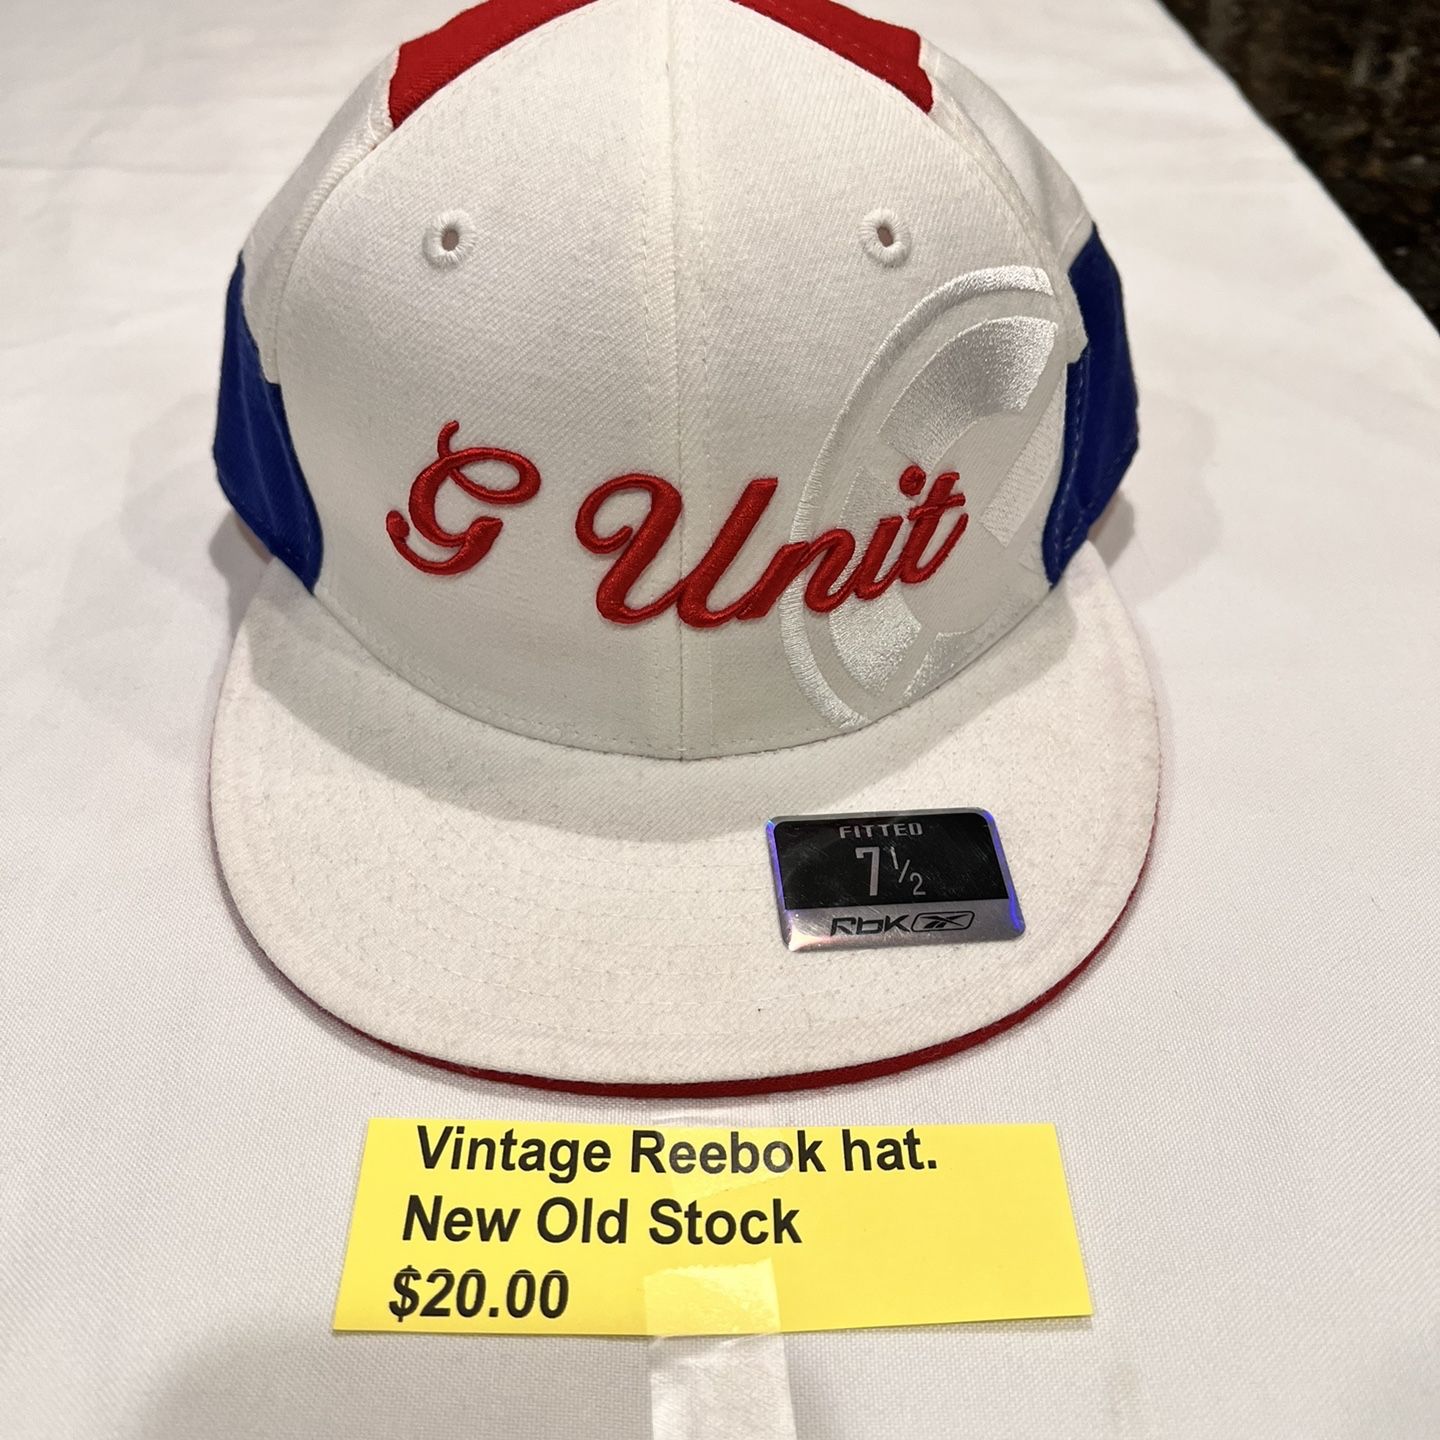 G Unit
FITTED
7 1/2
RbK
Vintage Reebok hat.
New Old Stock
$20.00